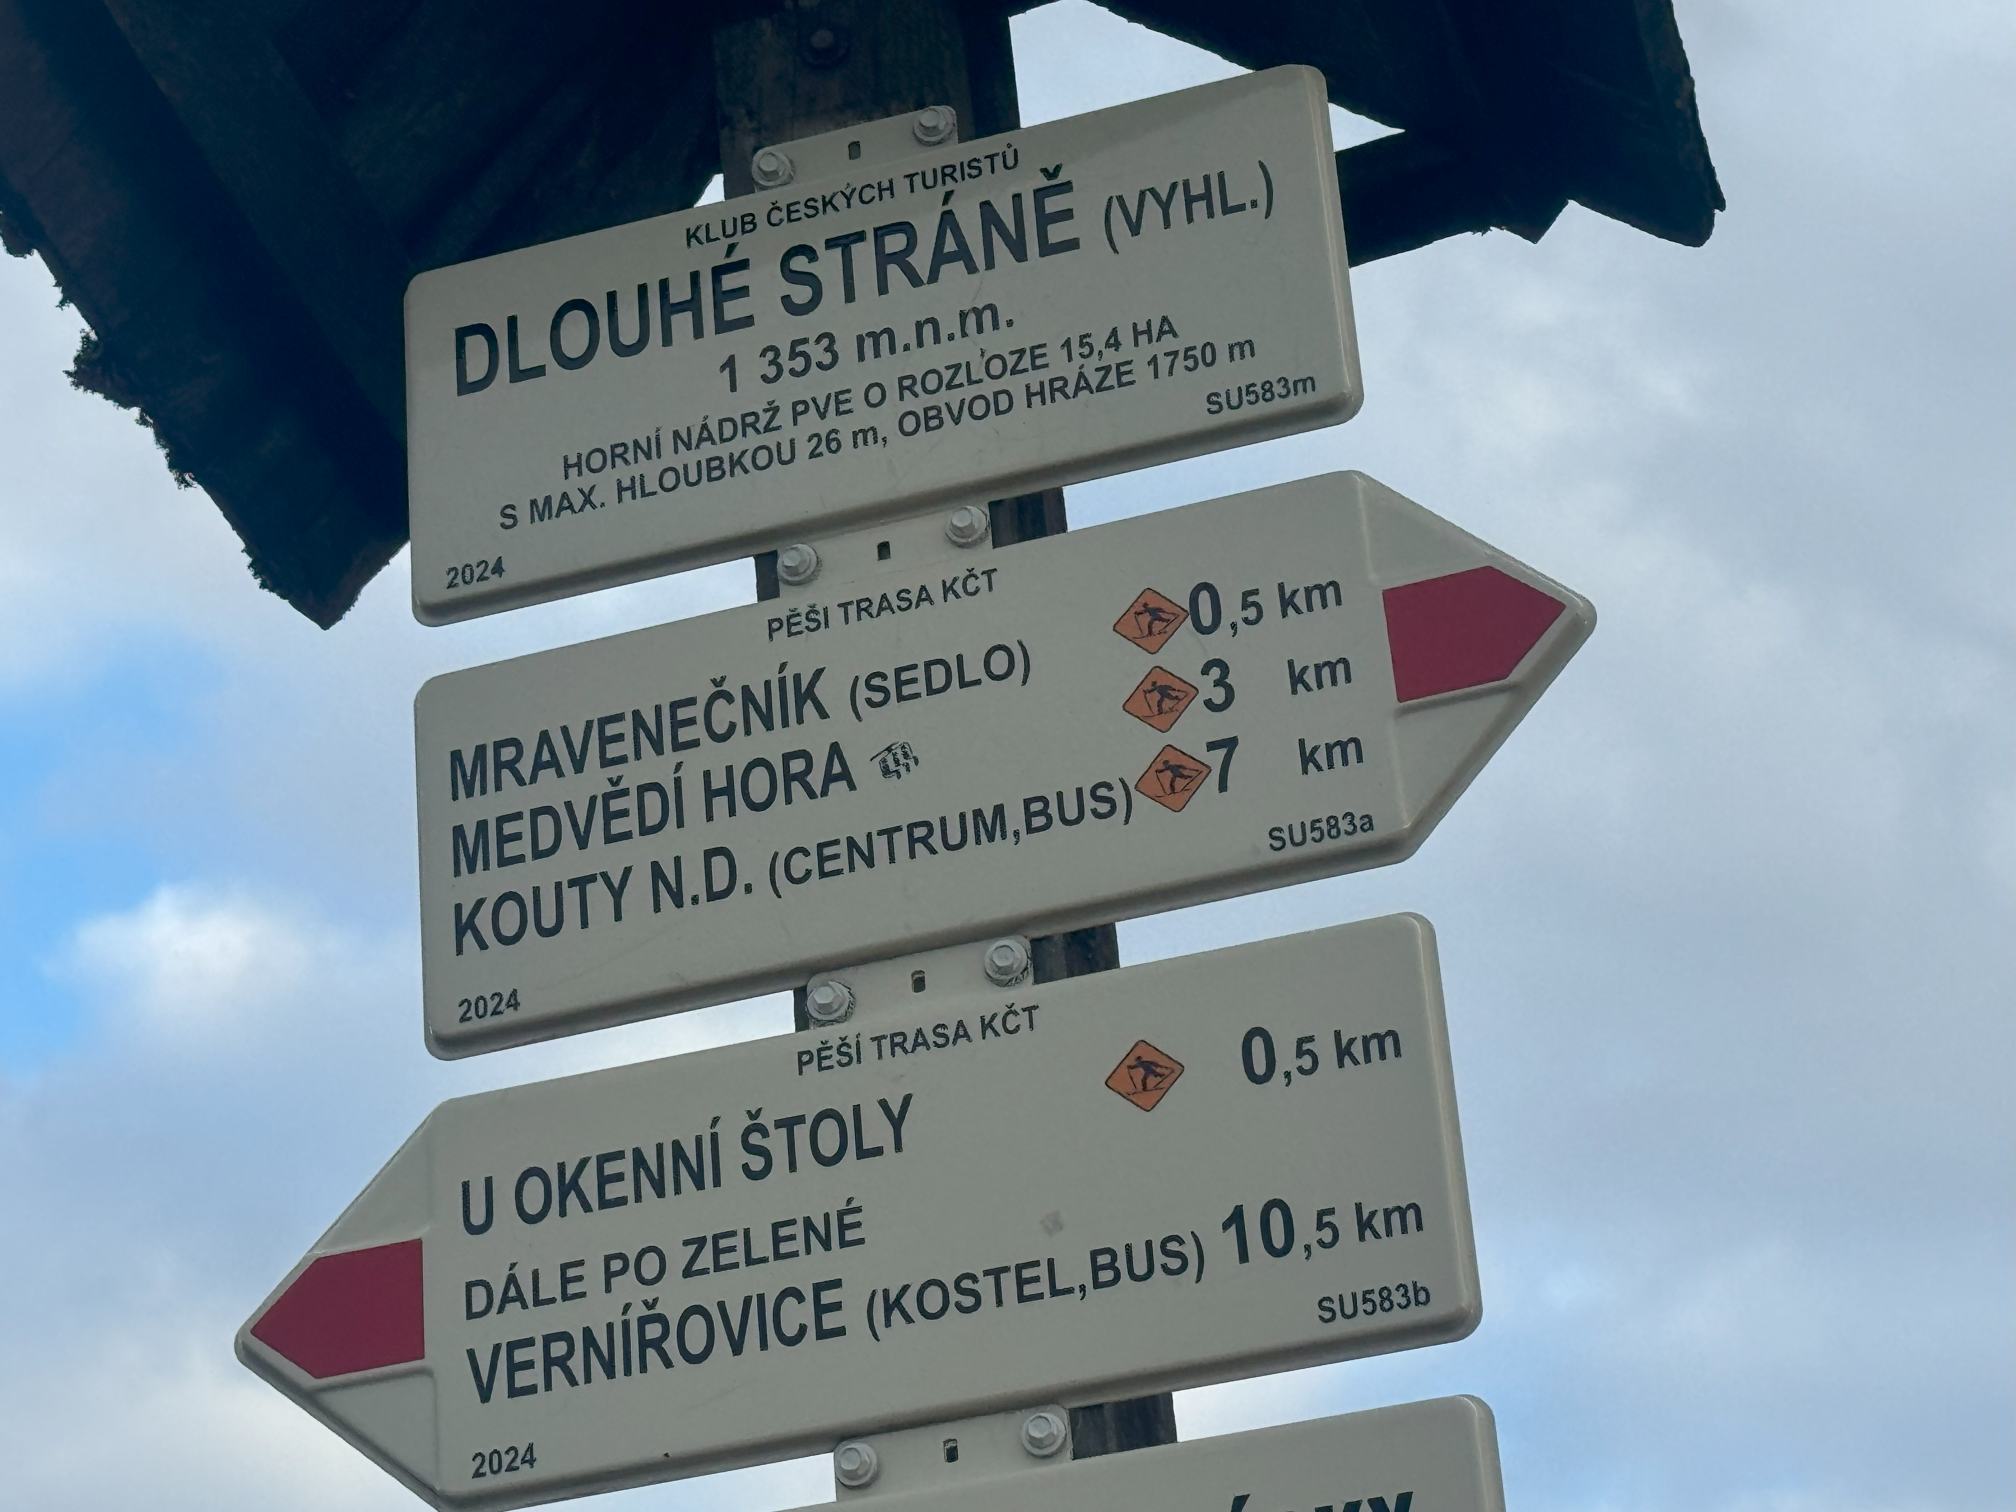 KLUB ČESKÝCH TURISTŮ
DLOUHÉ STRÁNĚ (VYHL.)
1 353 m.n.m.
HORNÍ NÁDRŽ PVE O ROZLOZE 15,4 HA
S MAX. HLOUBKOU 26 m, OBVOD HRÁZE 1750 m
SU583m
2024
PĚŠÍ TRASA KČT
MRAVENEČNÍK (SEDLO) 0,5 km
MEDVĚDÍ HORA 3 km
KOUTY N.D. (CENTRUM,BUS) 7 km
SU583a
2024
PĚŠÍ TRASA KČT
U OKENNÍ ŠTOLY 0,5 km
DÁLE PO ZELENÉ
VERNÍŘOVICE (KOSTEL,BUS) 10,5 km
SU583b
2024